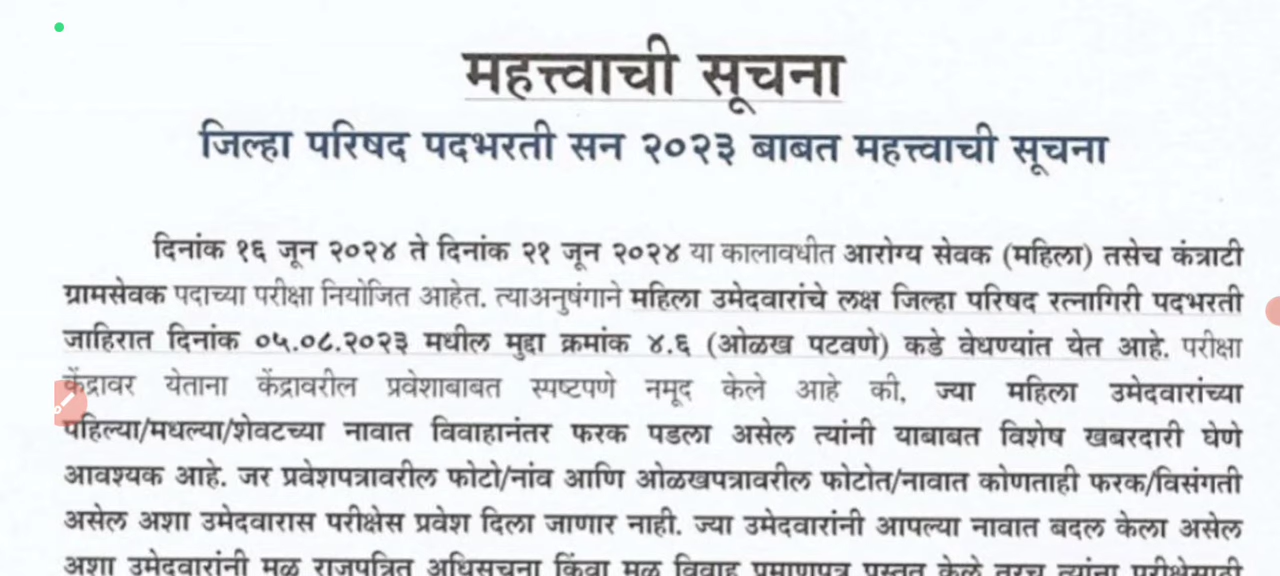 महत्त्वाची सूचना
जिल्हा परिषद पदभरती सन २०२३ बाबत महत्त्वाची सूचना
दिनांक १६ जून २०२४ ते दिनांक २१ जून २०२४ या कालावधीत आरोग्य सेवक (महिला) तसेच कंत्राटी
ग्रामसेवक पदाच्या परीक्षा नियोजित आहेत. त्याअनुषंगाने महिला उमेदवारांचे लक्ष जिल्हा परिषद रत्नागिरी पदभरती
जाहिरात दिनांक ०५.०८.२०२३ मधील मुद्दा क्रमांक ४.६ (ओळख पटवणे) कडे वेधण्यांत येत आहे. परीक्षा
केंद्रावर येताना केंद्रावरील प्रवेशाबाबत स्पष्टपणे नमूद केले आहे की, ज्या महिला उमेदवारांच्या
पहिल्या/मधल्या/शेवटच्या नावात विवाहानंतर फरक पडला असेल त्यांनी याबाबत विशेष खबरदारी घेणे
आवश्यक आहे. जर प्रवेशपत्रावरील फोटो/नांव आणि ओळखपत्रावरील फोटोत/नावात कोणताही फरक/विसंगती
असेल अशा उमेदवारास परीक्षेस प्रवेश दिला जाणार नाही. ज्या उमेदवारांनी आपल्या नावात बदल केला असेल
अशा उमेदवारांनी मूळ राजपत्रित अधिसूचना किंवा मूळ विवाह प्रमाणपत्र प्रस्तुत केले तरच त्यांना परीक्षेसाठी